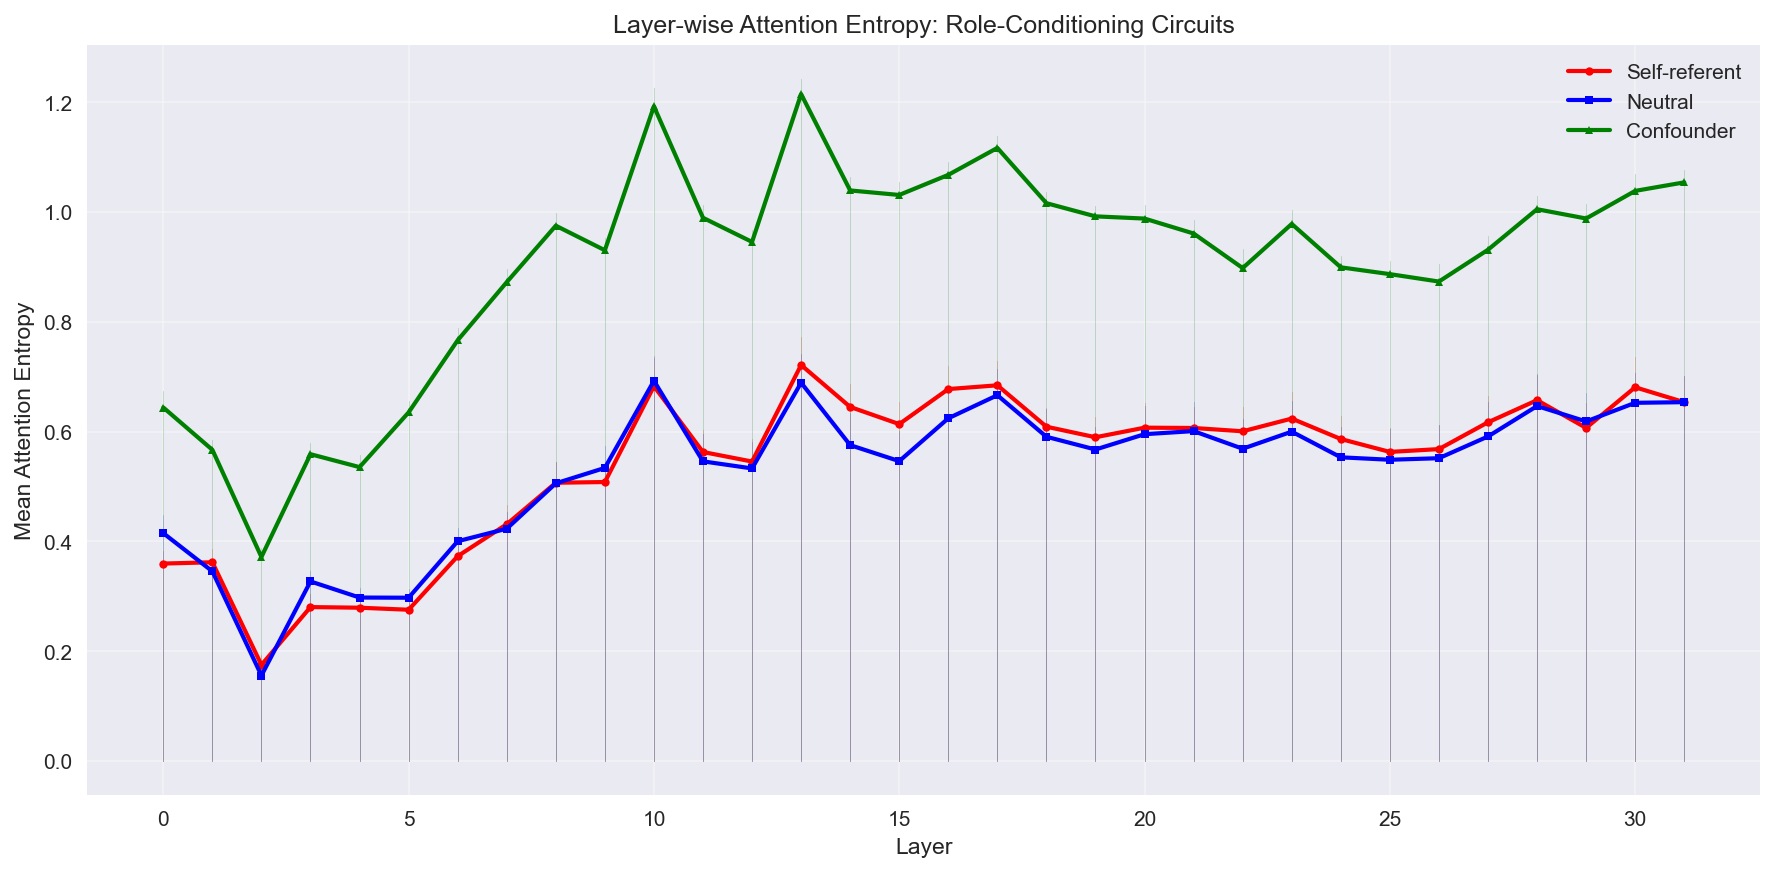 Layer-wise Attention Entropy: Role-Conditioning Circuits
Self-referent
Neutral
Confounder
Mean Attention Entropy
1.2
1.0
0.8
0.6
0.4
0.2
0.0
0 5 10 15 20 25 30
Layer